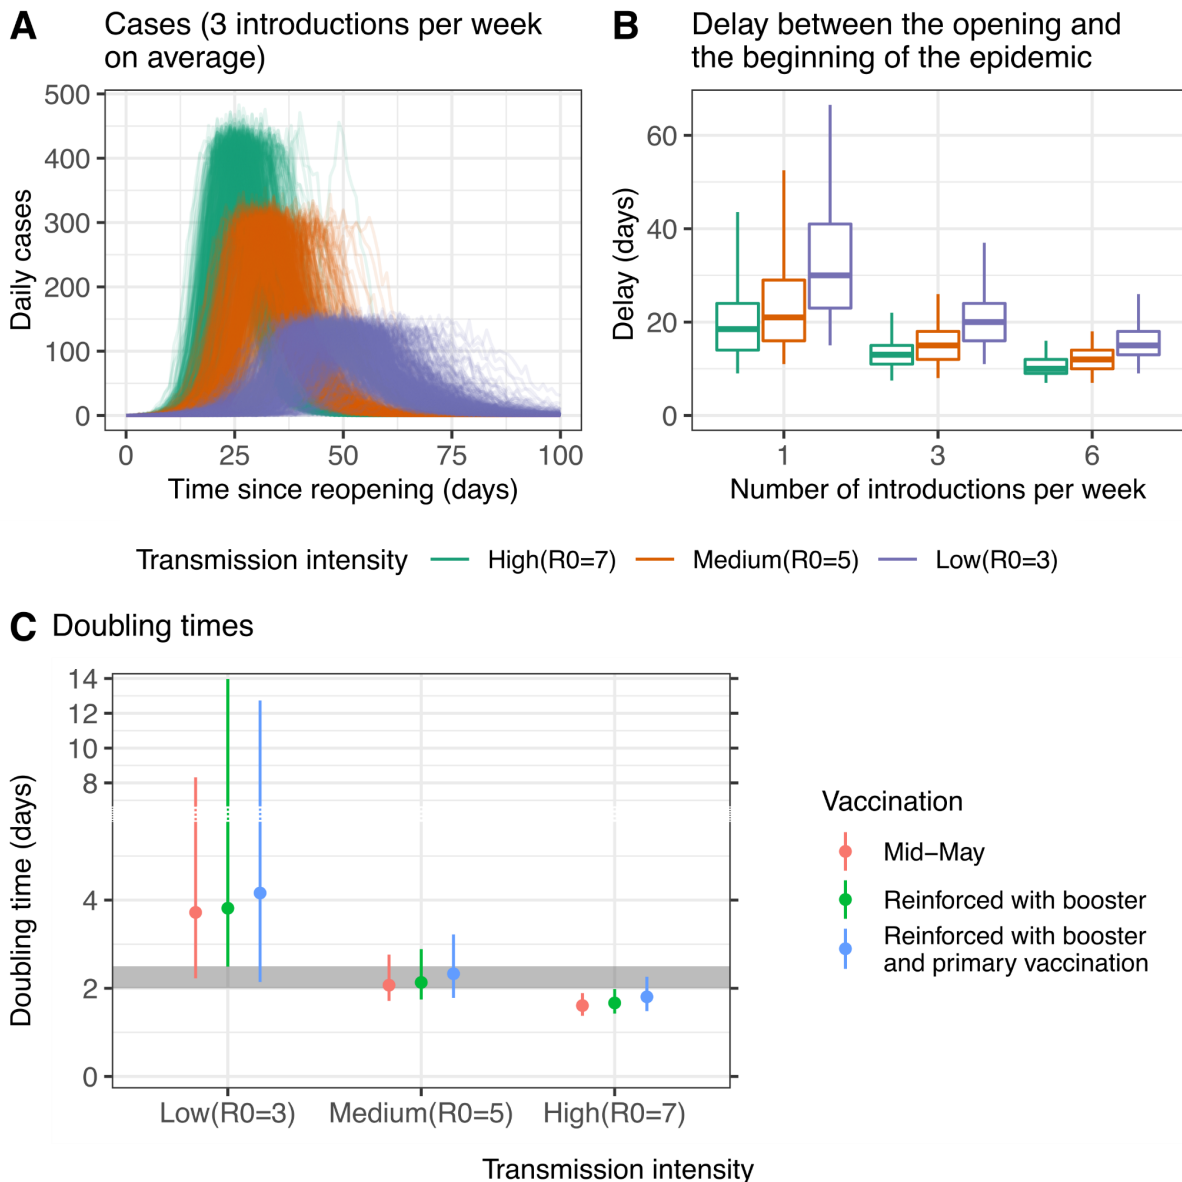 A
Cases (3 introductions per week
on average)
Daily cases
500
400
300
200
100
0
0 25 50 75 100
Time since reopening (days)
B
Delay between the opening and
the beginning of the epidemic
Delay (days)
60
40
20
0
1 3 6
Number of introductions per week
Transmission intensity High(R0=7) Medium(R0=5) Low(R0=3)
C Doubling times
Doubling time (days)
14
12
10
8
4
2
0
Low(R0=3) Medium(R0=5) High(R0=7)
Transmission intensity
Vaccination
Mid−May
Reinforced with booster
Reinforced with booster
and primary vaccination